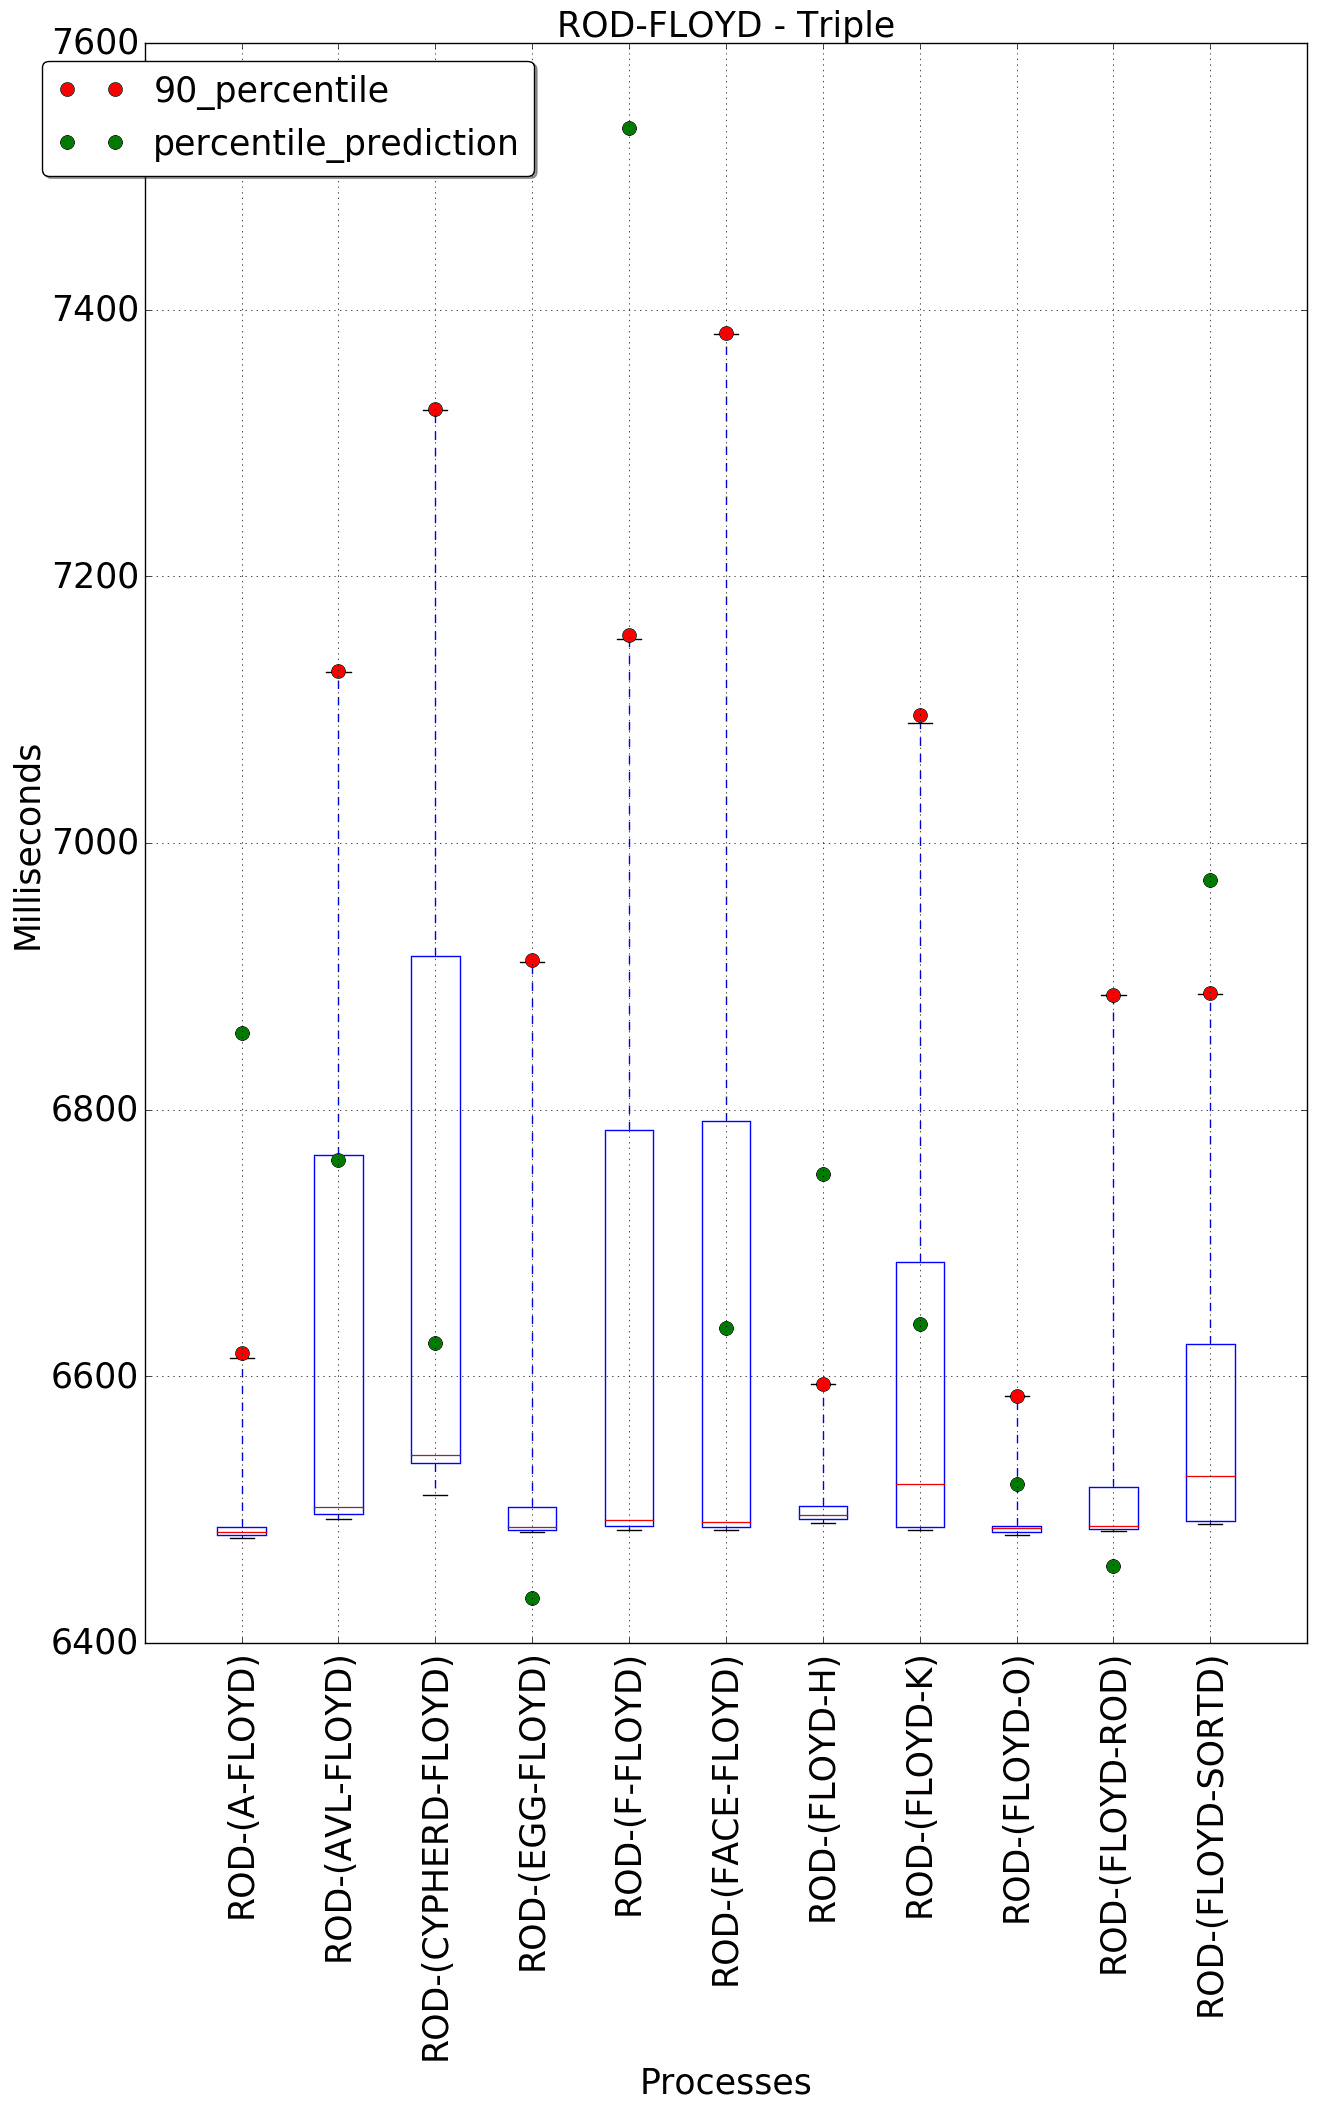 ROD-FLOYD - Triple
90_percentile
percentile_prediction
7600
7400
7200
7000
6800
6600
6400
Milliseconds
ROD-(A-FLOYD)
ROD-(AVL-FLOYD)
ROD-(CYPHERD-FLOYD)
ROD-(EGG-FLOYD)
ROD-(F-FLOYD)
ROD-(FACE-FLOYD)
ROD-(FLOYD-H)
ROD-(FLOYD-K)
ROD-(FLOYD-O)
ROD-(FLOYD-ROD)
ROD-(FLOYD-SORTD)
Processes